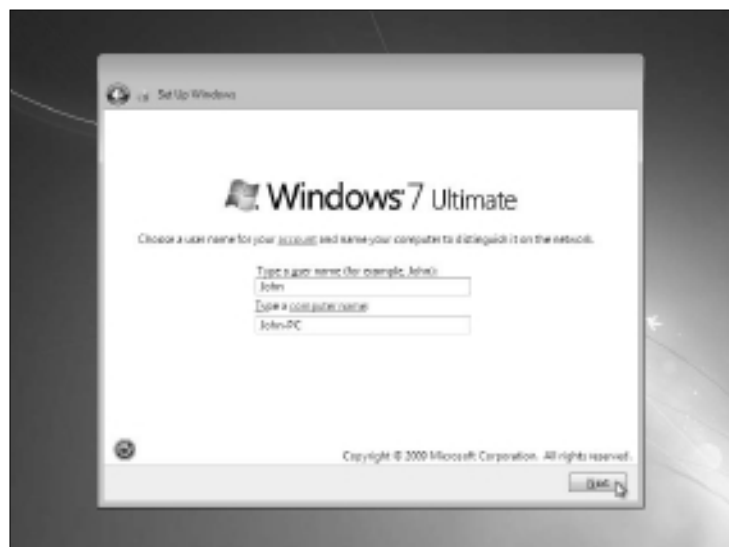 Set Up Windows
Windows 7 Ultimate
Choose a user name for your account and name your computer to distinguish it on the network.
Type a user name (for example, John):
John
Type a computer name:
John-PC
Copyright © 2009 Microsoft Corporation. All rights reserved.
Next